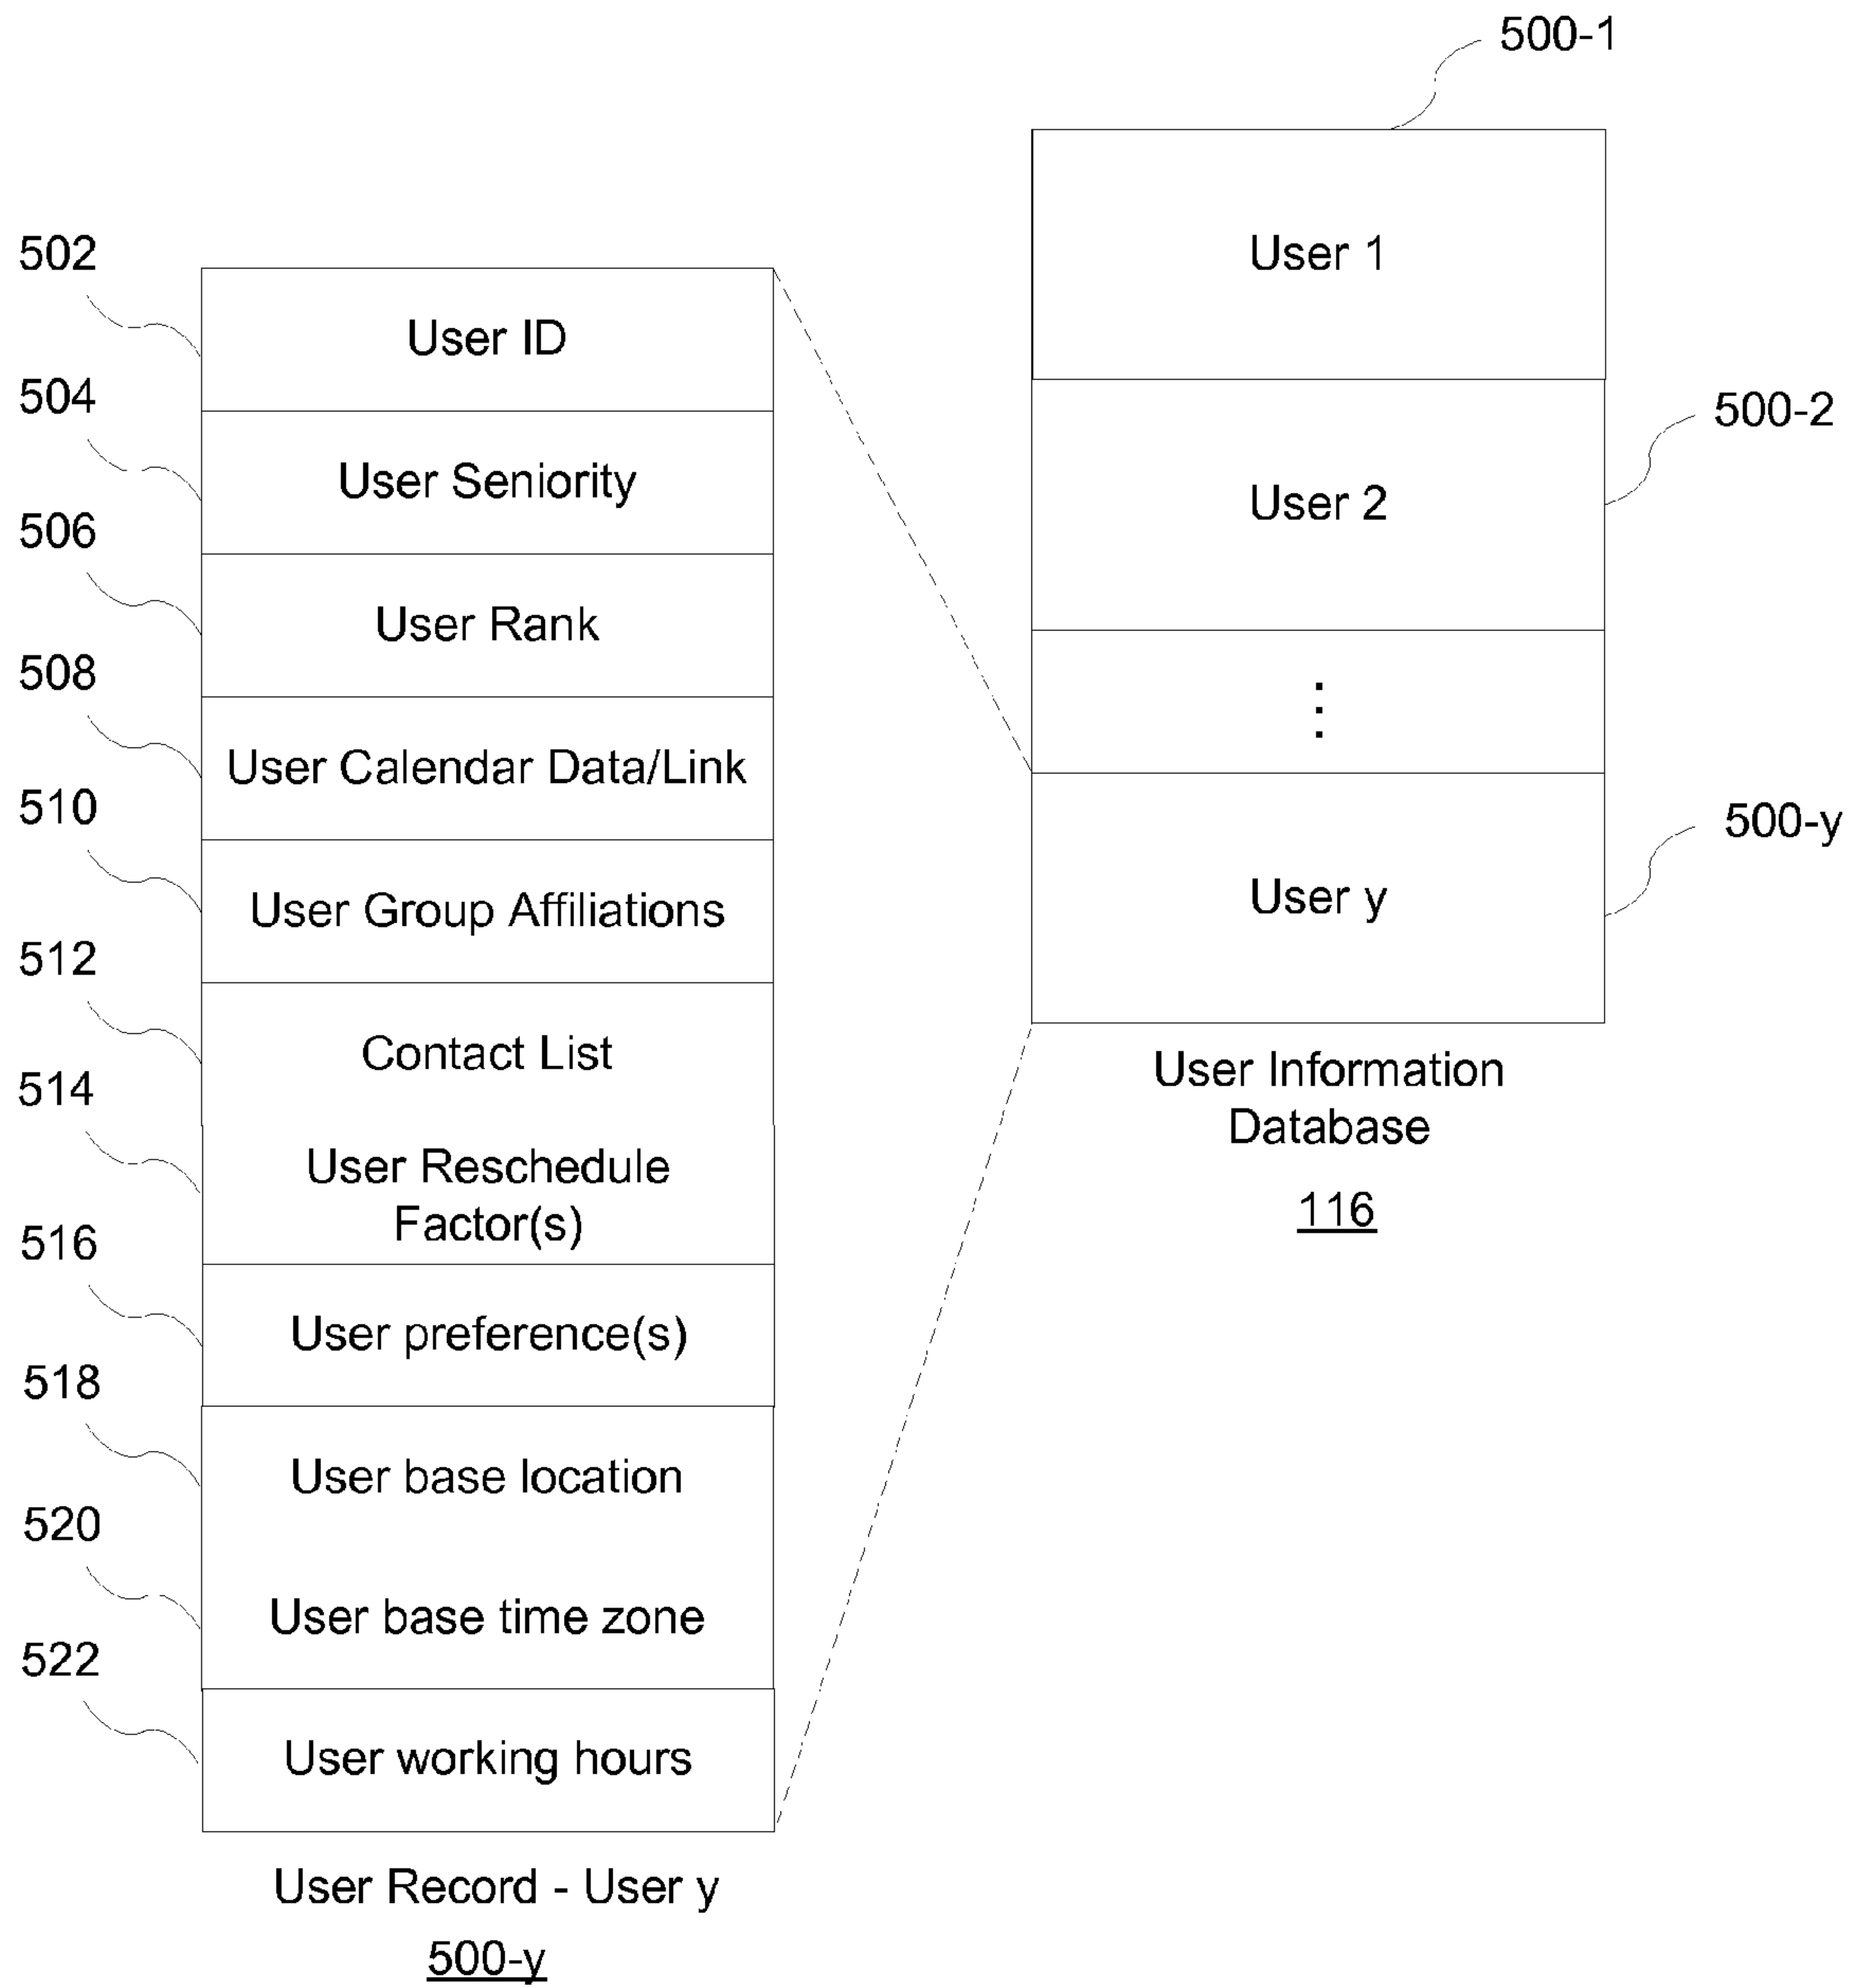 500-1
User 1
500-2
User 2
⋮
500-y
User y
User Information
Database
116
502
User ID
504
User Seniority
506
User Rank
508
User Calendar Data/Link
510
User Group Affiliations
512
Contact List
514
User Reschedule
Factor(s)
516
User preference(s)
518
User base location
520
User base time zone
522
User working hours
User Record - User y
500-y